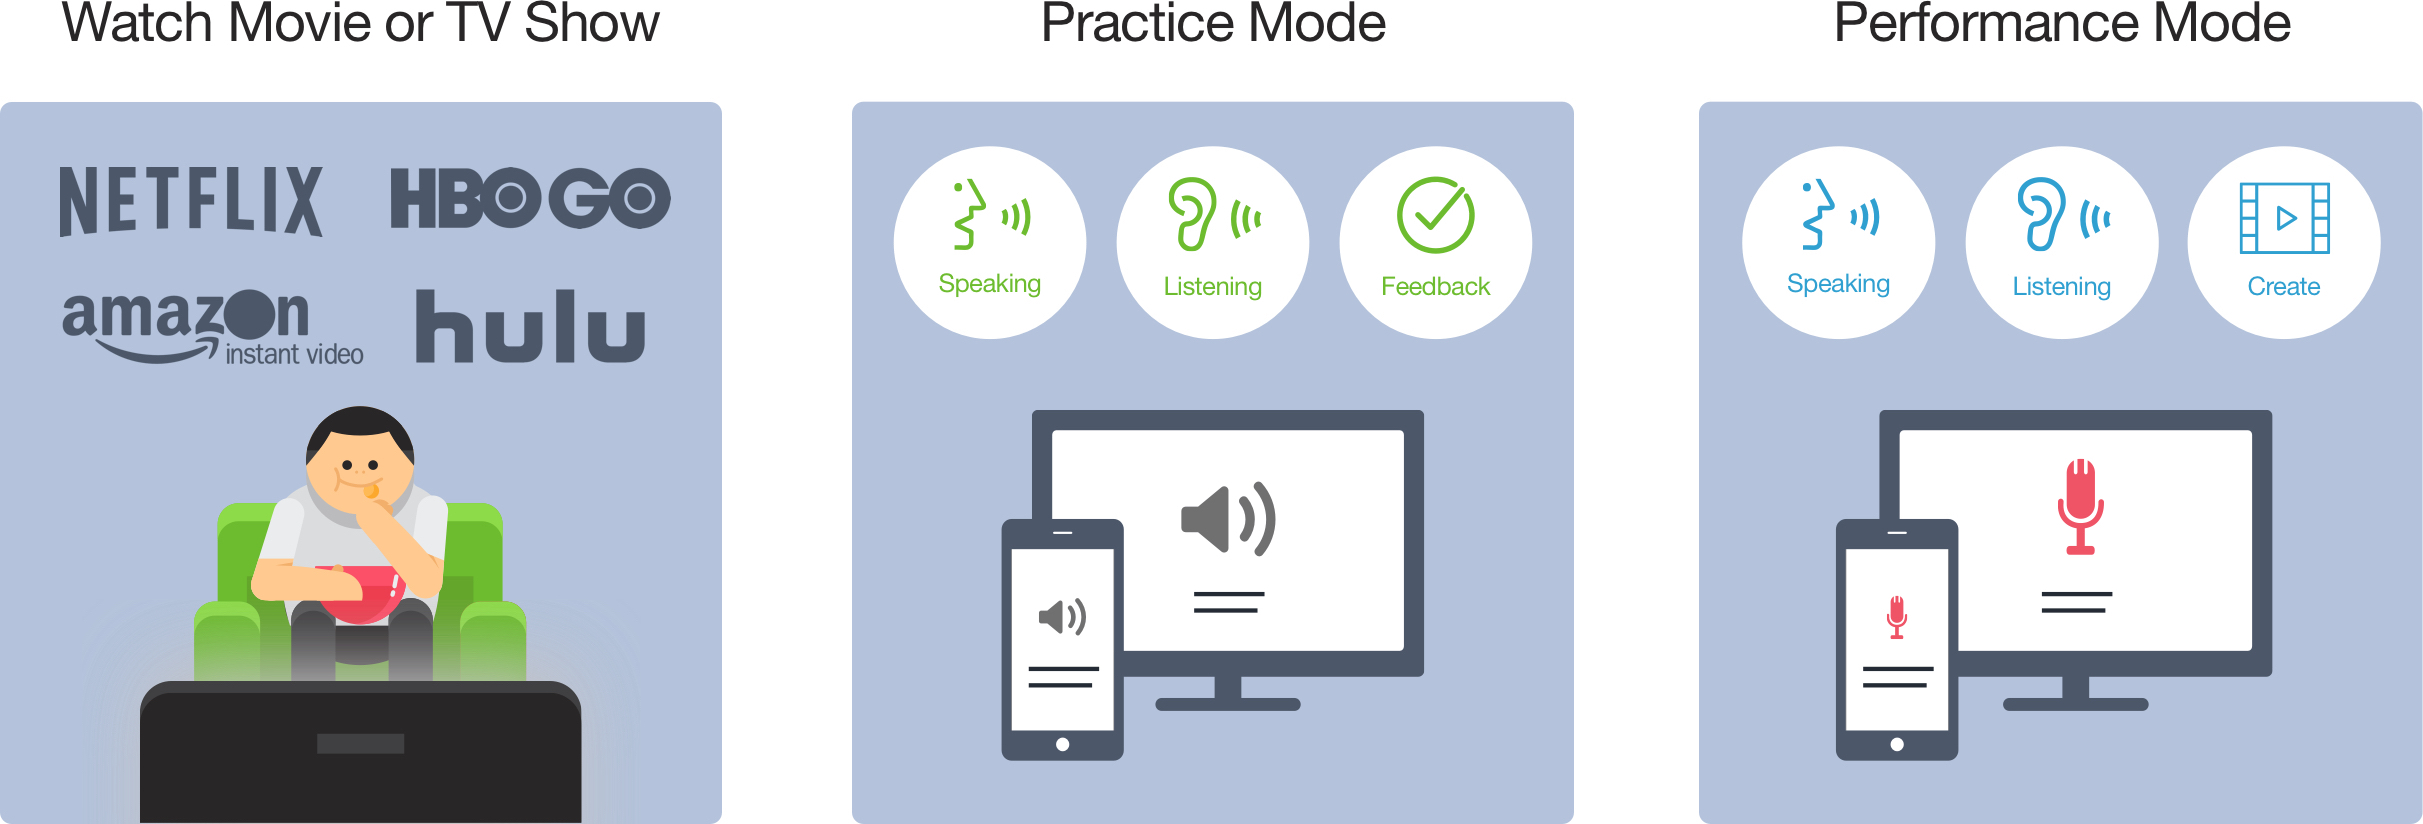 Watch Movie or TV Show
Practice Mode
Performance Mode
NETFLIX
HBO GO
amazon
instant video
hulu
Speaking
Listening
Feedback
Speaking
Listening
Create